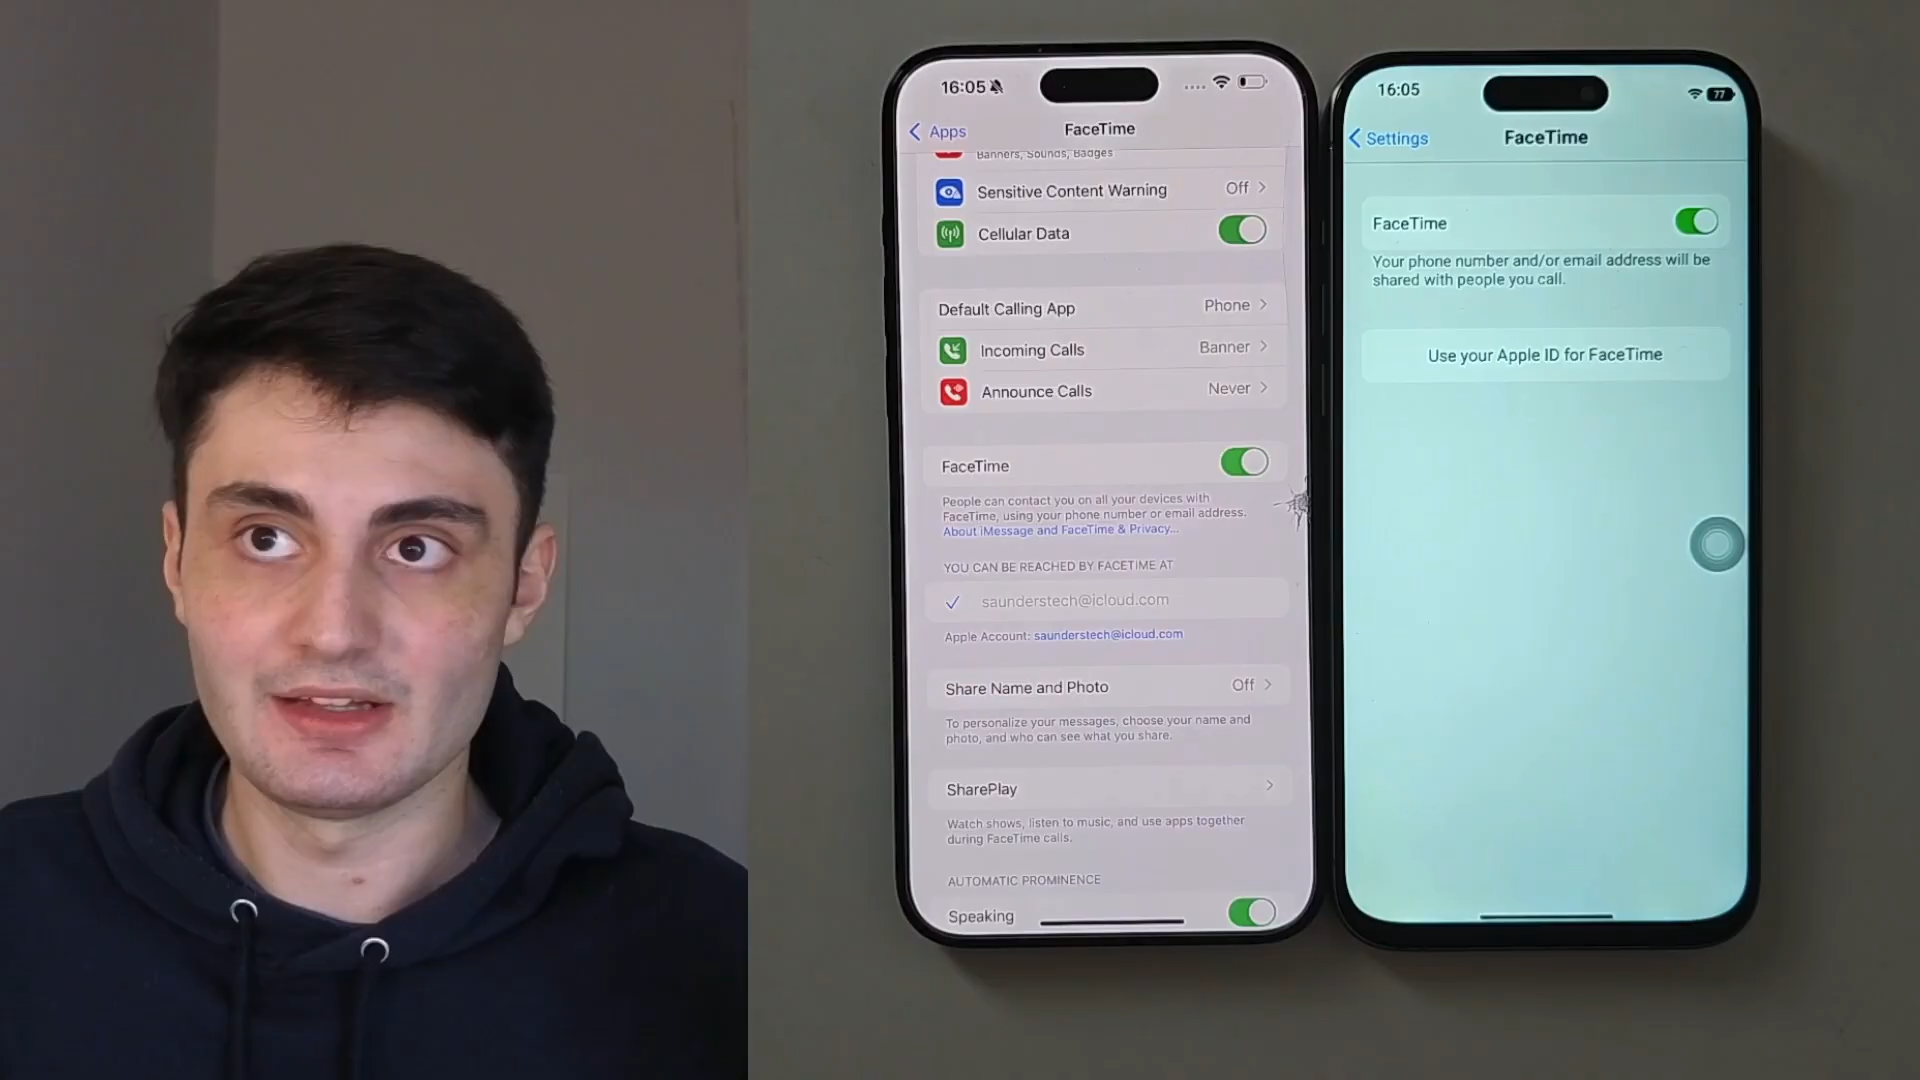 16:05
Apps
FaceTime
Banners, Sounds, Badges
Sensitive Content Warning Off
Cellular Data
Default Calling App Phone
Incoming Calls Banner
Announce Calls Never
FaceTime
People can contact you on all your devices with
FaceTime, using your phone number or email address.
About iMessage and FaceTime & Privacy...
YOU CAN BE REACHED BY FACETIME AT
saunderstech@icloud.com
Apple Account: saunderstech@icloud.com
Share Name and Photo Off
To personalize your messages, choose your name and
photo, and who can see what you share.
SharePlay
Watch shows, listen to music, and use apps together
during FaceTime calls.
AUTOMATIC PROMINENCE
Speaking
16:05
77
Settings
FaceTime
FaceTime
Your phone number and/or email address will be
shared with people you call.
Use your Apple ID for FaceTime